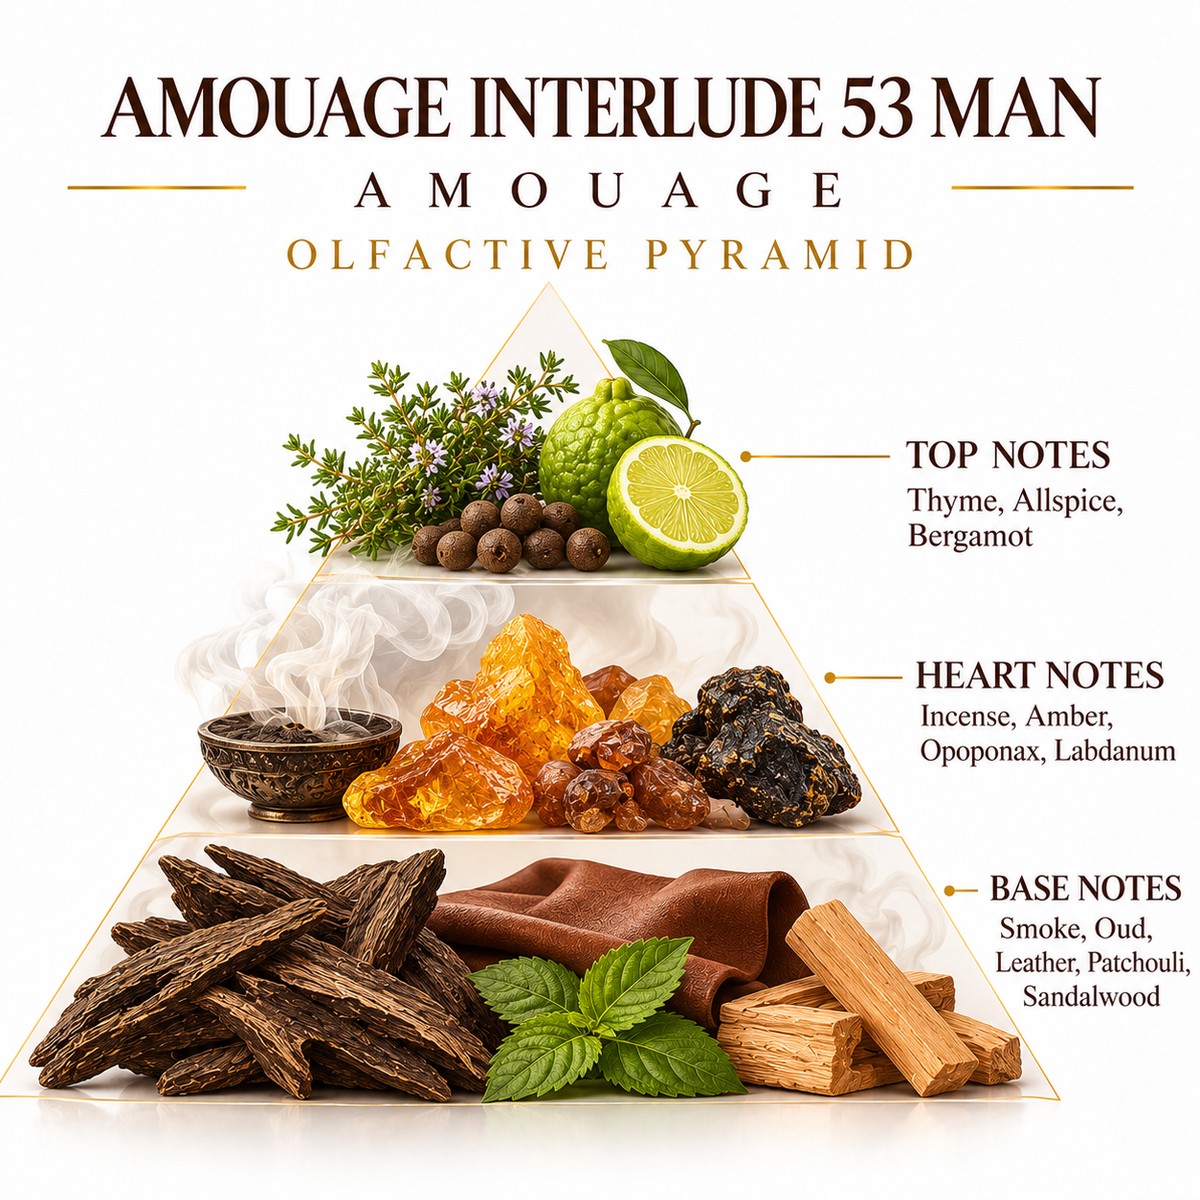 AMOUAGE INTERLUDE 53 MAN
AMOUAGE
OLFACTIVE PYRAMID
TOP NOTES
Thyme, Allspice,
Bergamot
HEART NOTES
Incense, Amber,
Opoponax, Labdanum
BASE NOTES
Smoke, Oud,
Leather, Patchouli,
Sandalwood